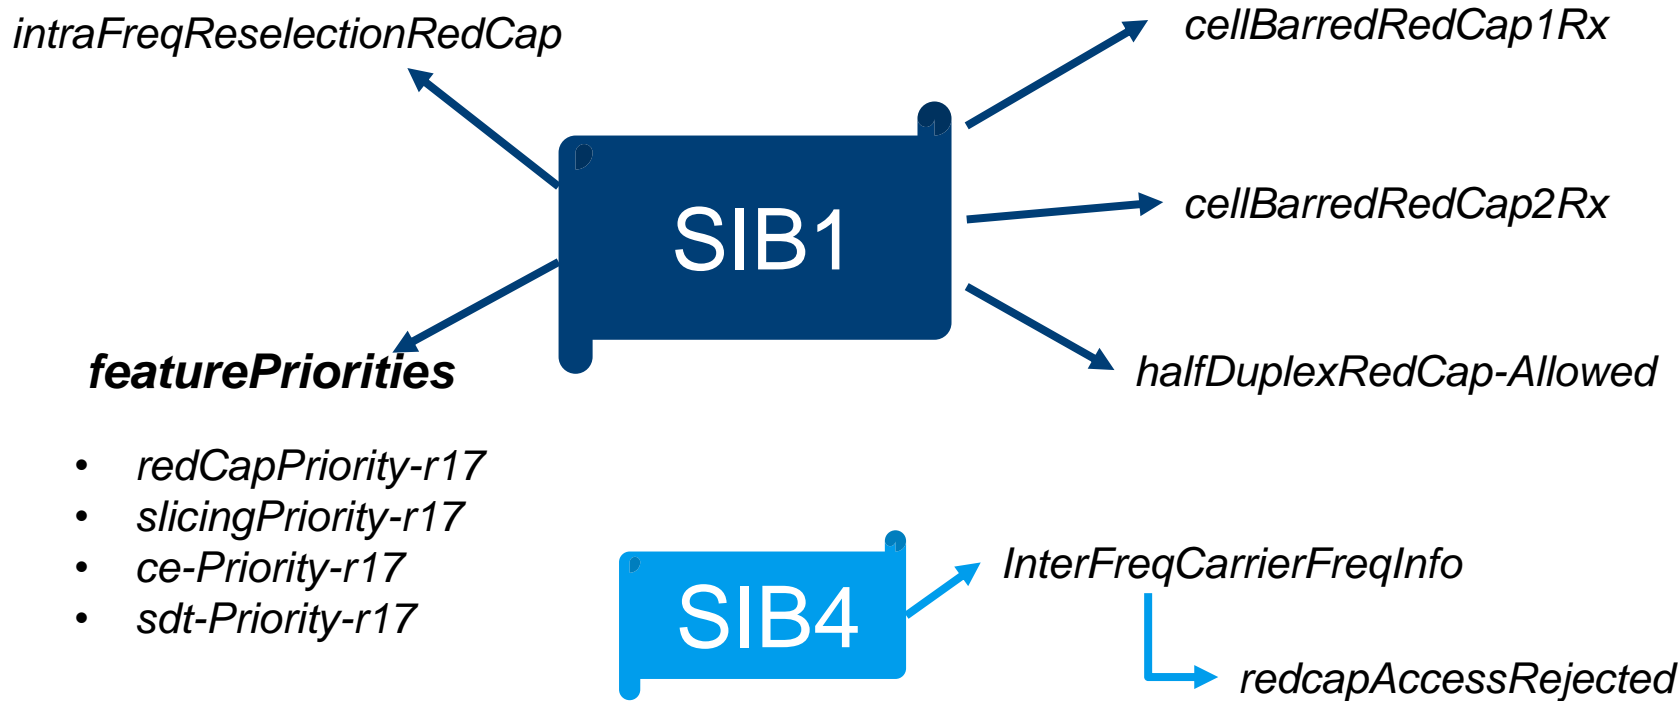 intraFreqReselectionRedCap
cellBarredRedCap1Rx
SIB1
cellBarredRedCap2Rx
featurePriorities
halfDuplexRedCap-Allowed
• redCapPriority-r17
• slicingPriority-r17
• ce-Priority-r17
• sdt-Priority-r17
SIB4
InterFreqCarrierFreqInfo
redcapAccessRejected